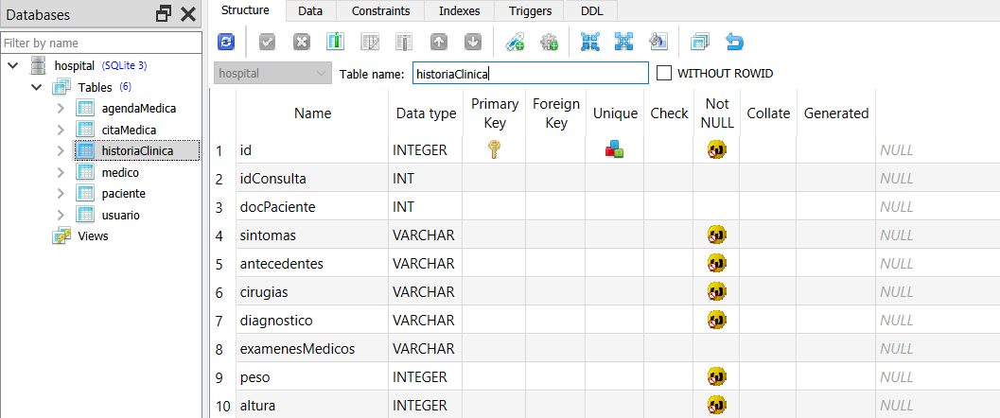 Databases
Filter by name
hospital (SQLite 3)
Tables (6)
agendaMedica
citaMedica
historiaClinica
medico
paciente
usuario
Views
Structure Data Constraints Indexes Triggers DDL
hospital Table name: historiaClinica WITHOUT ROWID
Name Data type Primary Key Foreign Key Unique Check Not NULL Collate Generated
1 id INTEGER NULL
2 idConsulta INT NULL
3 docPaciente INT NULL
4 sintomas VARCHAR NULL
5 antecedentes VARCHAR NULL
6 cirugias VARCHAR NULL
7 diagnostico VARCHAR NULL
8 examenesMedicos VARCHAR NULL
9 peso INTEGER NULL
10 altura INTEGER NULL